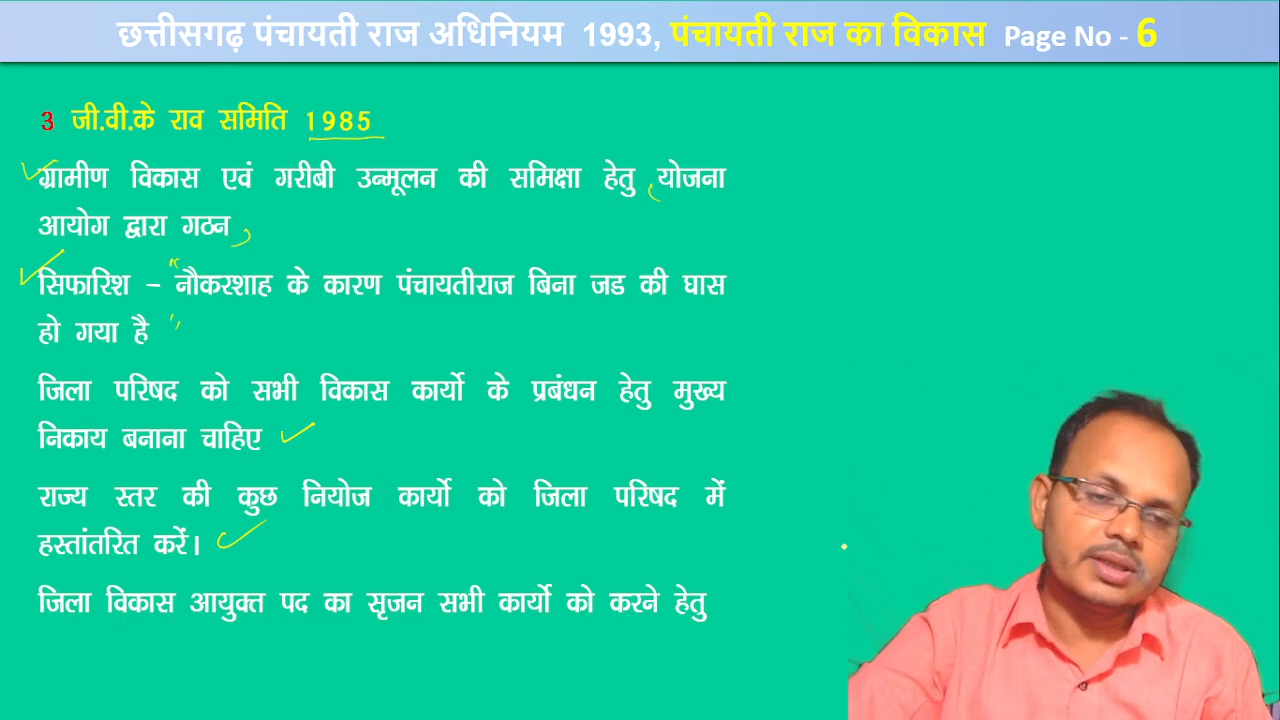 छत्तीसगढ़ पंचायती राज अधिनियम 1993, पंचायती राज का विकास Page No - 6
3 जी.वी.के राव समिति 1985
ग्रामीण विकास एवं गरीबी उन्मूलन की समिक्षा हेतु योजना
आयोग द्वारा गठन
सिफारिश – नौकरशाह के कारण पंचायतीराज बिना जड की घास
हो गया है
जिला परिषद को सभी विकास कार्यो के प्रबंधन हेतु मुख्य
निकाय बनाना चाहिए
राज्य स्तर की कुछ नियोज कार्यो को जिला परिषद में
हस्तांतरित करें।
जिला विकास आयुक्त पद का सृजन सभी कार्यो को करने हेतु